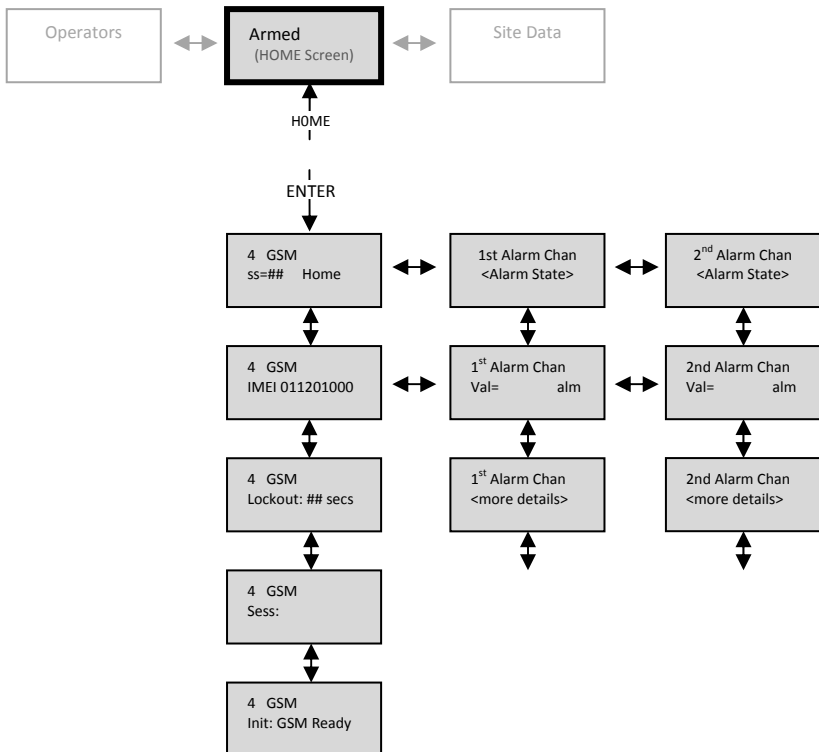 Operators
Armed
(HOME Screen)
Site Data
HOME
ENTER
4 GSM
ss=## Home
1st Alarm Chan
<Alarm State>
2nd Alarm Chan
<Alarm State>
4 GSM
IMEI 011201000
1st Alarm Chan
Val= alm
2nd Alarm Chan
Val= alm
4 GSM
Lockout: ## secs
1st Alarm Chan
<more details>
2nd Alarm Chan
<more details>
4 GSM
Sess:
4 GSM
Init: GSM Ready